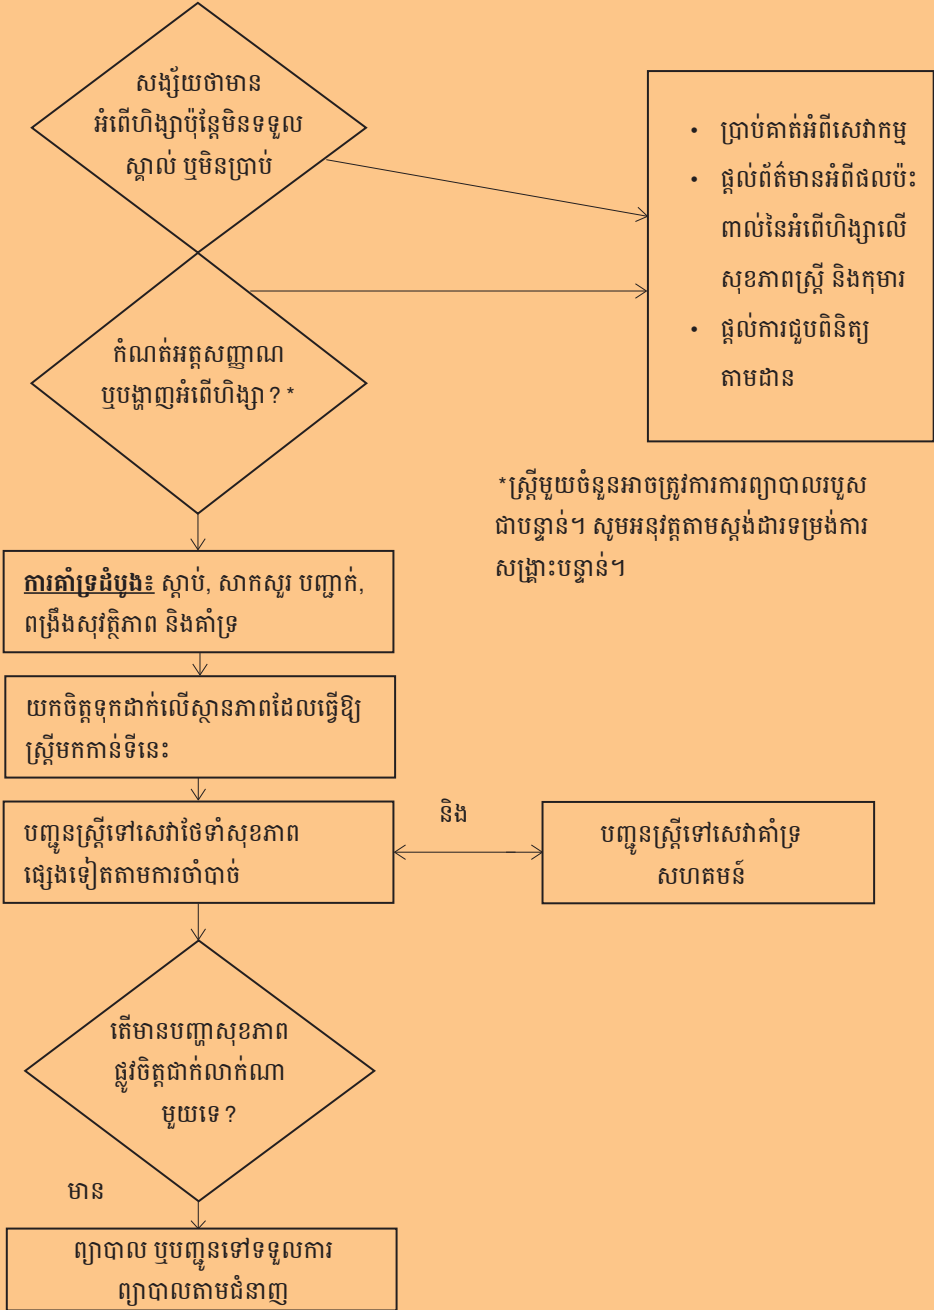 សង្ស័យថាមាន
អំពើហិង្សាប៉ុន្តែមិនទទួល
ស្គាល់ ឬមិនប្រាប់
• ប្រាប់គាត់អំពីសេវាកម្ម
• ផ្តល់ព័ត៌មានអំពីផលប៉ះ
ពាល់នៃអំពើហិង្សាលើ
សុខភាពស្ត្រី និងកុមារ
• ផ្តល់ការជួបពិនិត្យ
តាមដាន
កំណត់អត្តសញ្ញាណ
ឬបង្ហាញអំពើហិង្សា ? *
*ស្ត្រីមួយចំនួនអាចត្រូវការការព្យាបាលរបួស
ជាបន្ទាន់។ សូមអនុវត្តតាមស្តង់ដារទម្រង់ការ
សង្គ្រោះបន្ទាន់។
ការគាំទ្រដំបូង៖ ស្តាប់, សាកសួរ បញ្ជាក់,
ពង្រឹងសុវត្ថិភាព និងគាំទ្រ
យកចិត្តទុកដាក់លើស្ថានភាពដែលធ្វើឱ្យ
ស្ត្រីមកកាន់ទីនេះ
បញ្ជូនស្ត្រីទៅសេវាថែទាំសុខភាព
ផ្សេងទៀតតាមការចាំបាច់
និង
បញ្ជូនស្ត្រីទៅសេវាគាំទ្រ
សហគមន៍
តើមានបញ្ហាសុខភាព
ផ្លូវចិត្តជាក់លាក់ណា
មួយទេ ?
មាន
ព្យាបាល ឬបញ្ជូនទៅទទួលការ
ព្យាបាលតាមជំនាញ